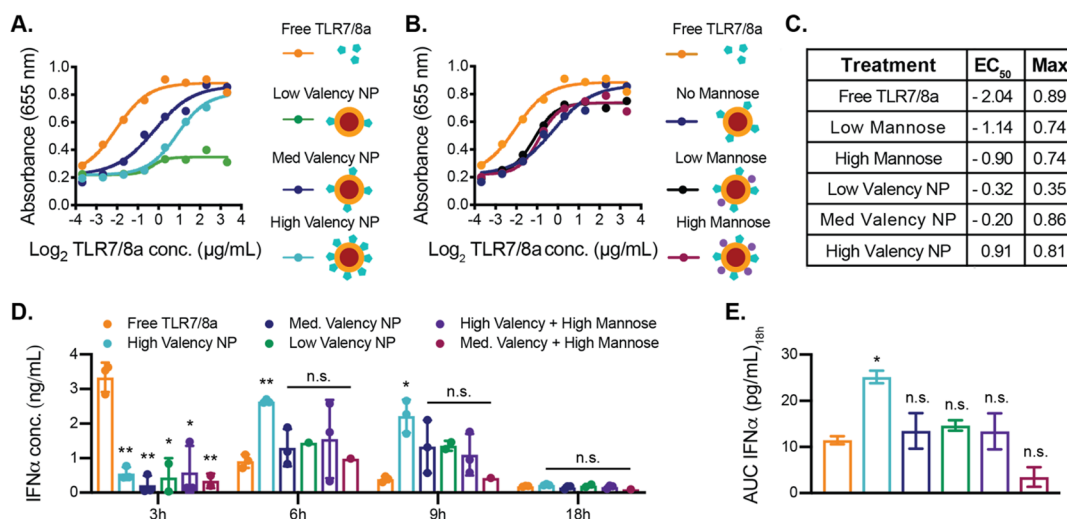 A.
Free TLR7/8a
Low Valency NP
Med Valency NP
High Valency NP
Absorbance (655 nm)
1.0
0.8
0.6
0.4
0.2
0.0
-4 -3 -2 -1 0 1 2 3 4
Log2 TLR7/8a conc. (µg/mL)
B.
Free TLR7/8a
No Mannose
Low Mannose
High Mannose
Absorbance (655 nm)
1.0
0.8
0.6
0.4
0.2
0.0
-4 -3 -2 -1 0 1 2 3 4
Log2 TLR7/8a conc. (µg/mL)
C.
Treatment EC50 Max
Free TLR7/8a - 2.04 0.89
Low Mannose - 1.14 0.74
High Mannose - 0.90 0.74
Low Valency NP - 0.32 0.35
Med Valency NP - 0.20 0.86
High Valency NP 0.91 0.81
D.
Free TLR7/8a Med. Valency NP High Valency + High Mannose
High Valency NP Low Valency NP Med. Valency + High Mannose
IFNα conc. (ng/mL)
4
3
2
1
0
** ** * * **
** n.s.
* n.s.
n.s.
3h 6h 9h 18h
E.
AUC IFNα (pg/mL)18h
30
20
10
0
*
n.s. n.s. n.s.
n.s.